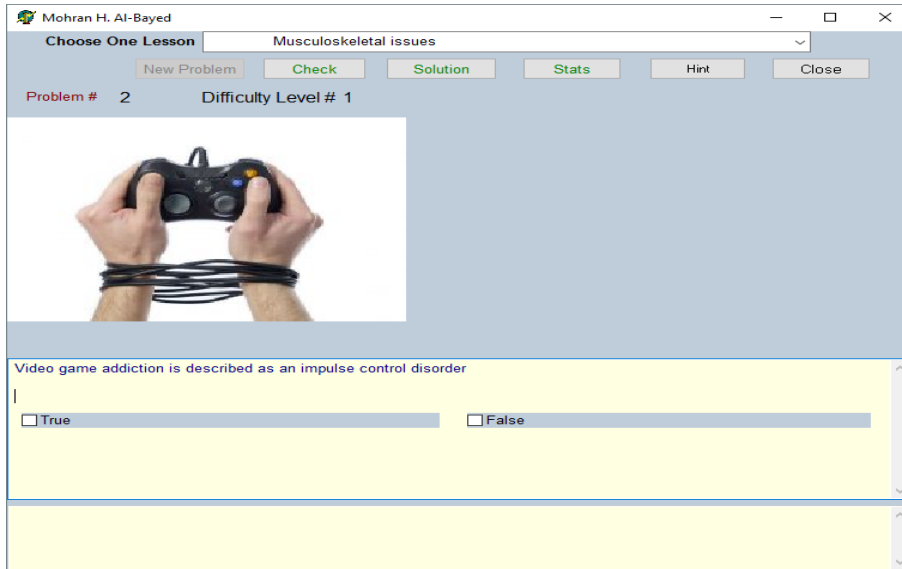 Mohran H. Al-Bayed
Choose One Lesson Musculoskeletal issues
New Problem Check Solution Stats Hint Close
Problem # 2 Difficulty Level # 1
Video game addiction is described as an impulse control disorder
True False